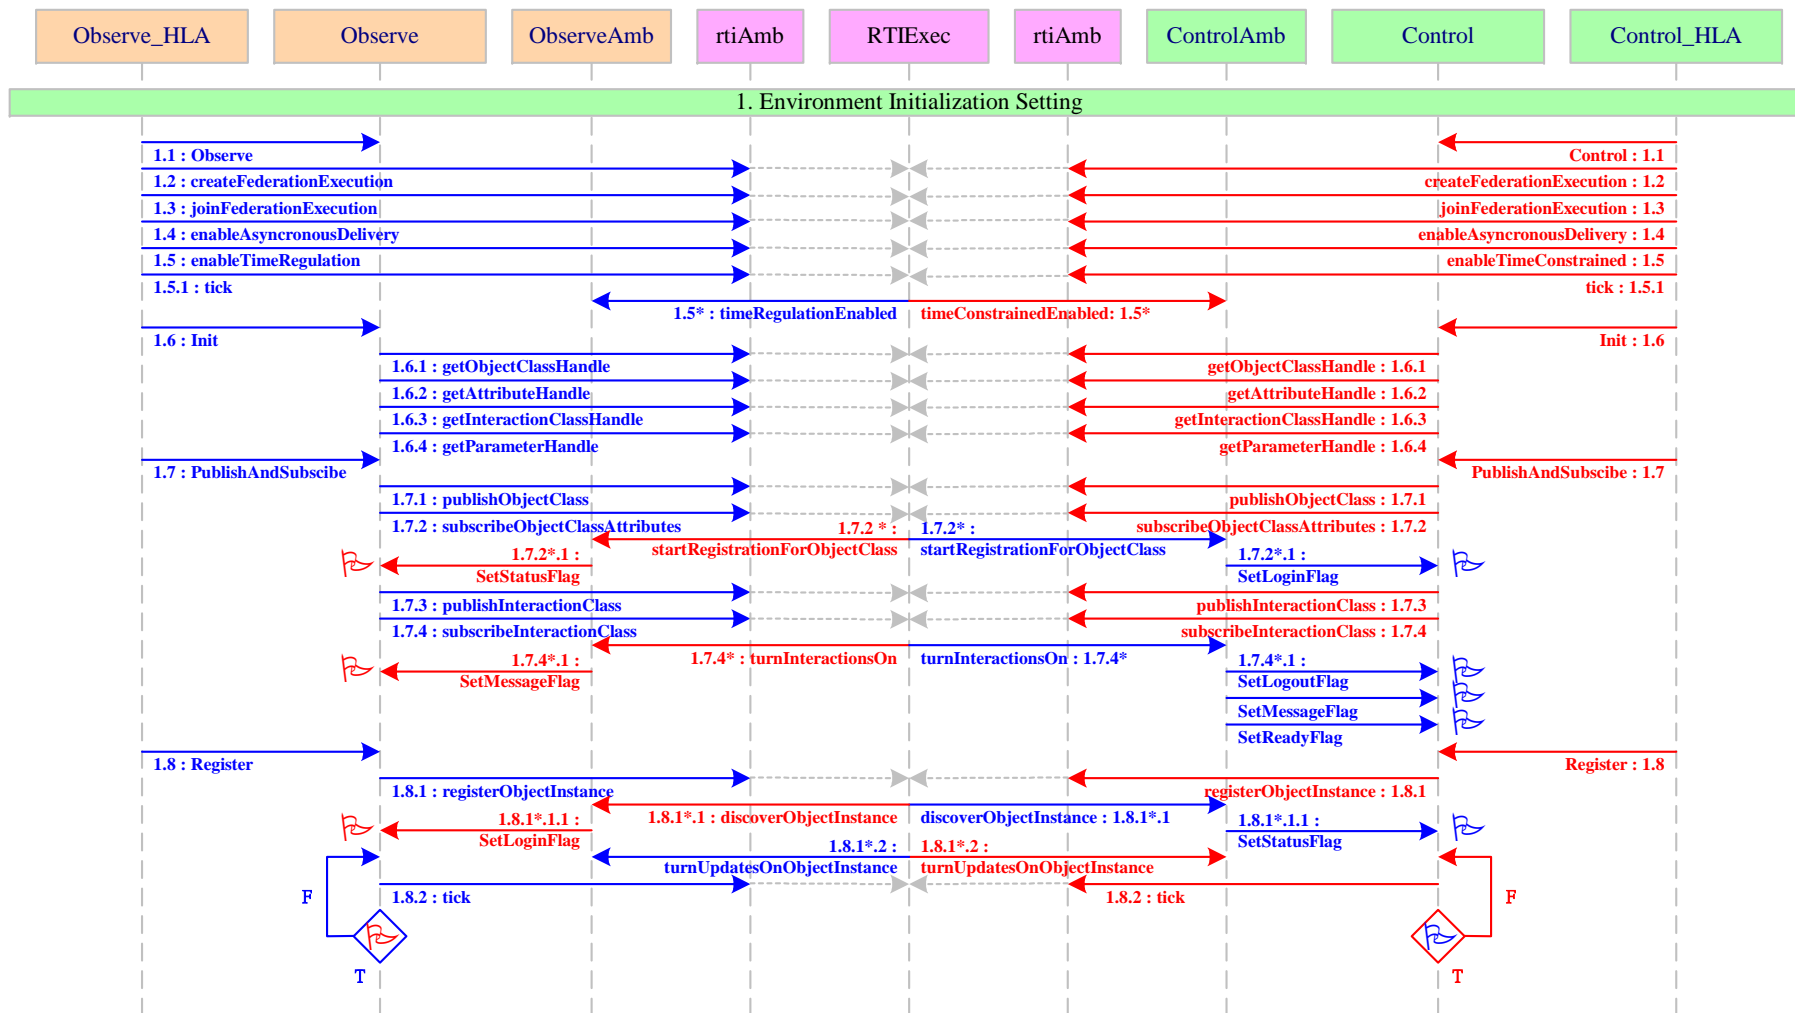 Observe_HLA Observe ObserveAmb rtiAmb RTIExec rtiAmb ControlAmb Control Control_HLA
1. Environment Initialization Setting
1.1 : Observe
Control : 1.1
1.2 : createFederationExecution
createFederationExecution : 1.2
1.3 : joinFederationExecution
joinFederationExecution : 1.3
1.4 : enableAsyncronousDelivery
enableAsyncronousDelivery : 1.4
1.5 : enableTimeRegulation
enableTimeConstrained : 1.5
1.5.1 : tick
tick : 1.5.1
1.5* : timeRegulationEnabled
timeConstrainedEnabled: 1.5*
1.6 : Init
Init : 1.6
1.6.1 : getObjectClassHandle
getObjectClassHandle : 1.6.1
1.6.2 : getAttributeHandle
getAttributeHandle : 1.6.2
1.6.3 : getInteractionClassHandle
getInteractionClassHandle : 1.6.3
1.6.4 : getParameterHandle
getParameterHandle : 1.6.4
1.7 : PublishAndSubscibe
PublishAndSubscibe : 1.7
1.7.1 : publishObjectClass
publishObjectClass : 1.7.1
1.7.2 : subscribeObjectClassAttributes
subscribeObjectClassAttributes : 1.7.2
1.7.2 * :
startRegistrationForObjectClass
1.7.2* :
startRegistrationForObjectClass
1.7.2*.1 :
SetStatusFlag
1.7.2*.1 :
SetLoginFlag
1.7.3 : publishInteractionClass
publishInteractionClass : 1.7.3
1.7.4 : subscribeInteractionClass
subscribeInteractionClass : 1.7.4
1.7.4* : turnInteractionsOn
turnInteractionsOn : 1.7.4*
1.7.4*.1 :
SetMessageFlag
1.7.4*.1 :
SetLogoutFlag
SetMessageFlag
SetReadyFlag
1.8 : Register
Register : 1.8
1.8.1 : registerObjectInstance
registerObjectInstance : 1.8.1
1.8.1*.1 : discoverObjectInstance
discoverObjectInstance : 1.8.1*.1
1.8.1*.1.1 :
SetLoginFlag
1.8.1*.1.1 :
SetStatusFlag
1.8.1*.2 :
turnUpdatesOnObjectInstance
1.8.1*.2 :
turnUpdatesOnObjectInstance
1.8.2 : tick
1.8.2 : tick
F
F
T
T